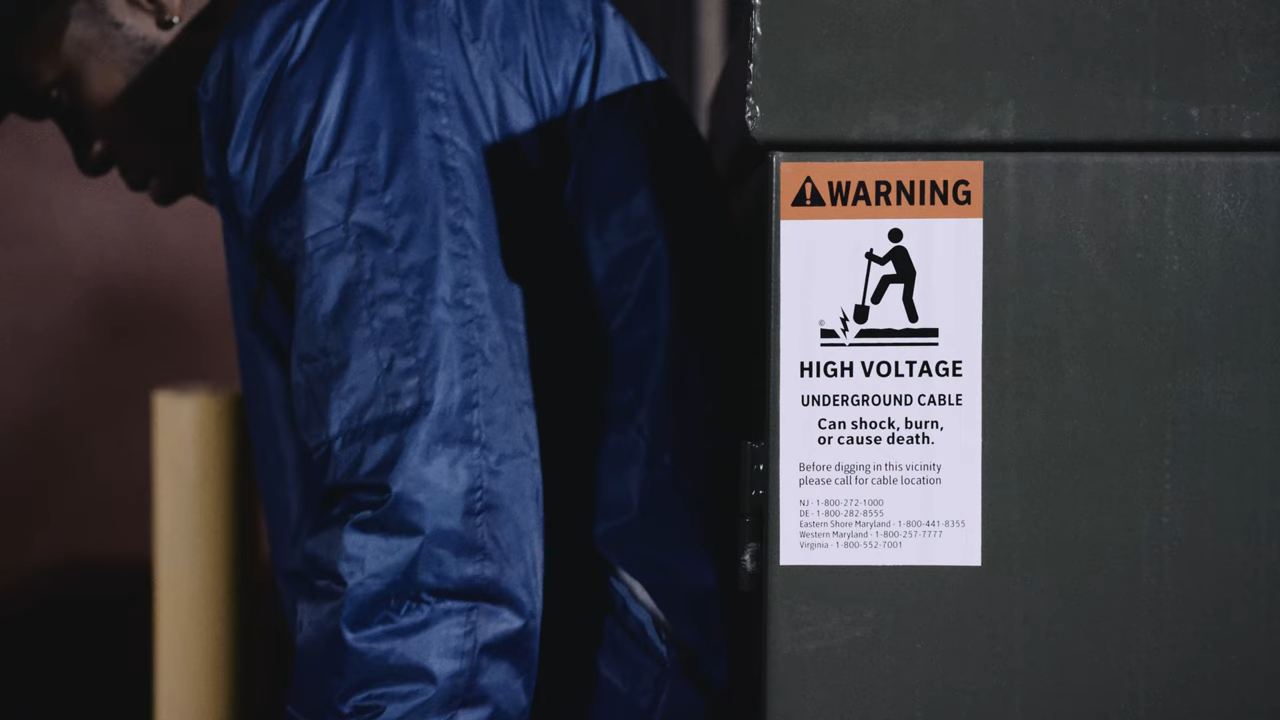 WARNING
©
HIGH VOLTAGE
UNDERGROUND CABLE
Can shock, burn,
or cause death.
Before digging in this vicinity
please call for cable location
NJ - 1-800-272-1000
DE - 1-800-282-8555
Eastern Shore Maryland - 1-800-441-8355
Western Maryland - 1-800-257-7777
Virginia - 1-800-552-7001